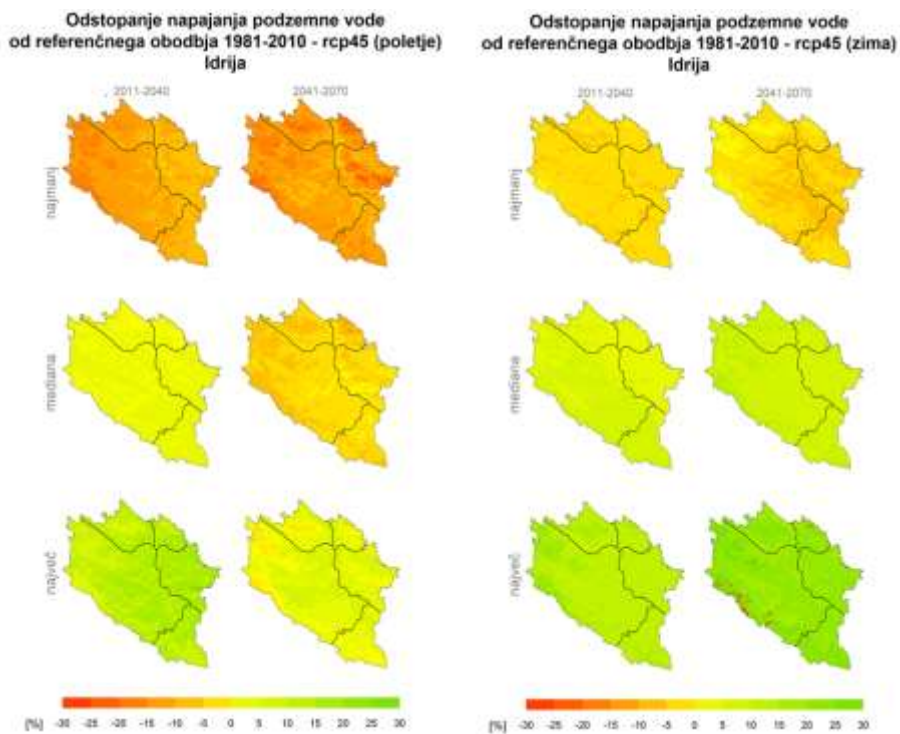 Odstopanje napajanja podzemne vode
od referenčnega obodbja 1981-2010 - rcp45 (poletje)
Idrija
2011-2040 2041-2070
najmanj
mediana
največ
[%] -30 -25 -20 -15 -10 -5 0 5 10 15 20 25 30
Odstopanje napajanja podzemne vode
od referenčnega obodbja 1981-2010 - rcp45 (zima)
Idrija
2011-2040 2041-2070
najmanj
mediana
največ
[%] -30 -25 -20 -15 -10 -5 0 5 10 15 20 25 30